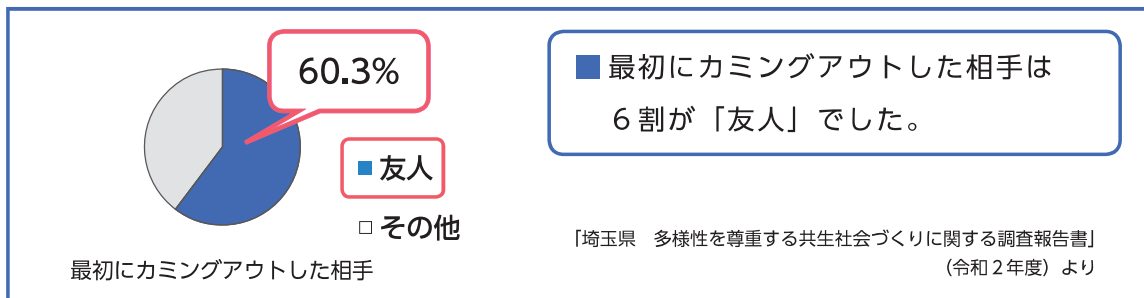 60.3%
友人
その他
最初にカミングアウトした相手
最初にカミングアウトした相手は
6割が「友人」でした。
「埼玉県　多様性を尊重する共生社会づくりに関する調査報告書」
(令和2年度) より